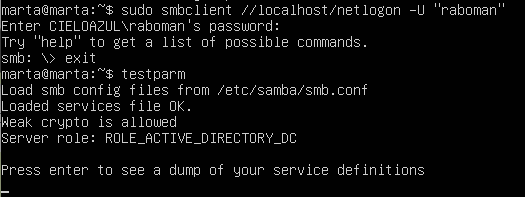 marta@marta:~$ sudo smbclient //localhost/netlogon -U "raboman"
Enter CIELOAZUL\raboman's password:
Try "help" to get a list of possible commands.
smb: \> exit
marta@marta:~$ testparm
Load smb config files from /etc/samba/smb.conf
Loaded services file OK.
Weak crypto is allowed
Server role: ROLE_ACTIVE_DIRECTORY_DC
Press enter to see a dump of your service definitions